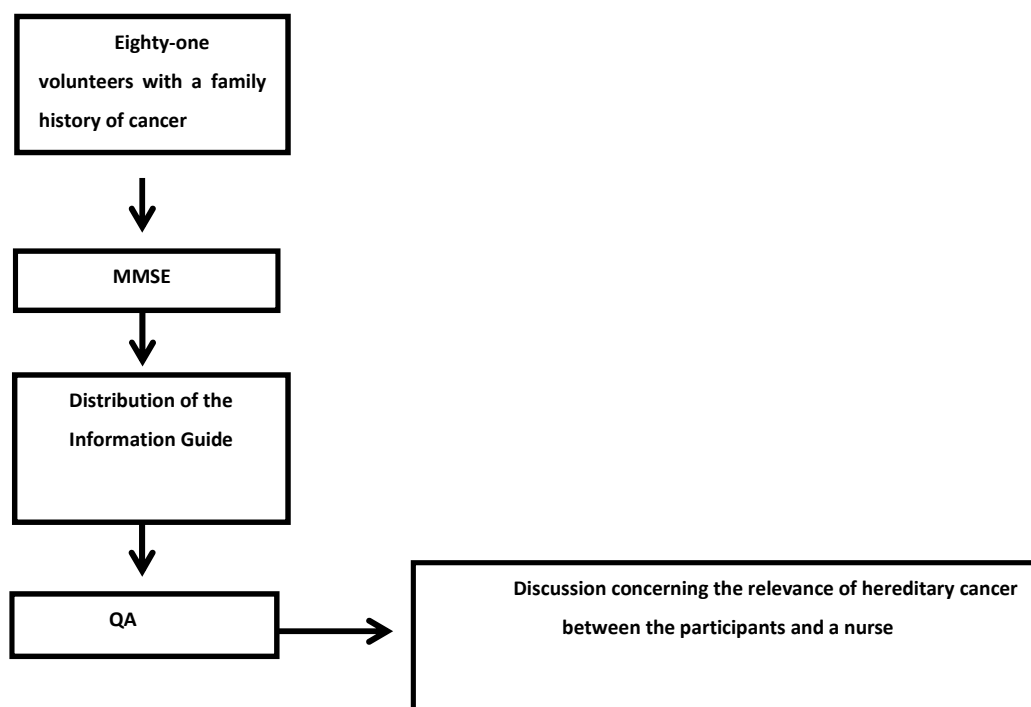 Eighty-one
volunteers with a family
history of cancer
MMSE
Distribution of the
Information Guide
QA
Discussion concerning the relevance of hereditary cancer
between the participants and a nurse